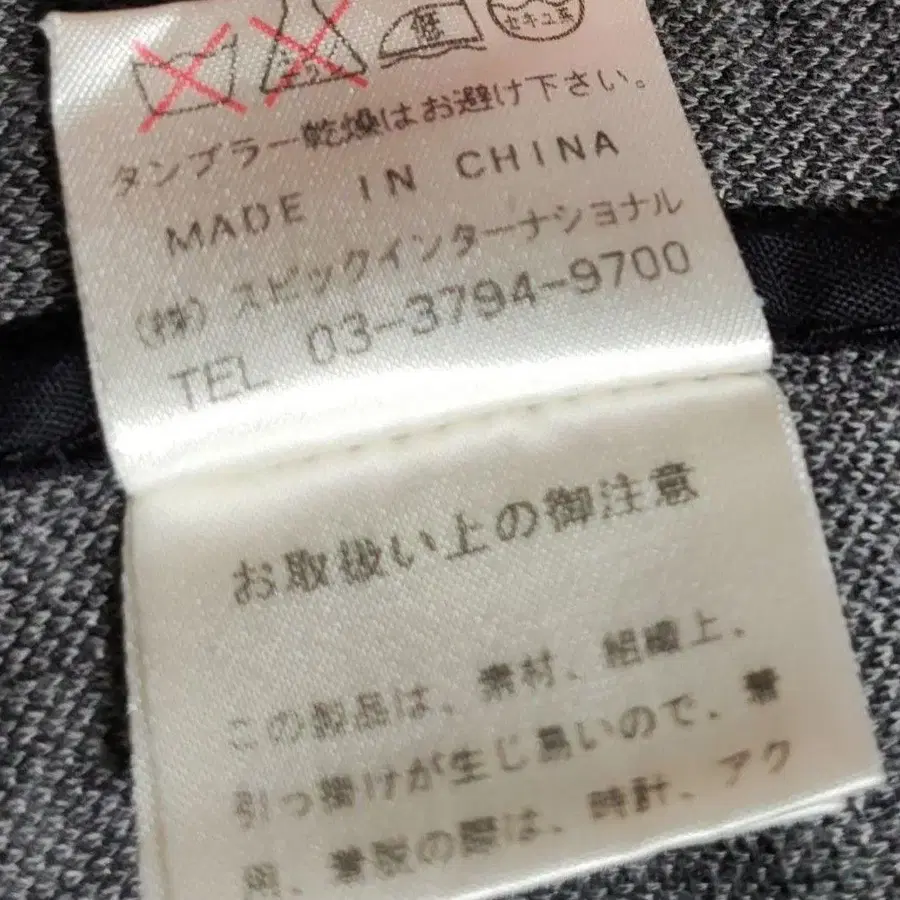 低 セキユ系
タンブラー乾燥はお避け下さい。
MADE IN CHINA
(株) スピックインターナショナル
TEL 03-3794-9700
お取扱い上の御注意
この製品は、素材、組織上、
引っ掛けが生じ易いので、着
用、着脱の際は、時計、アク